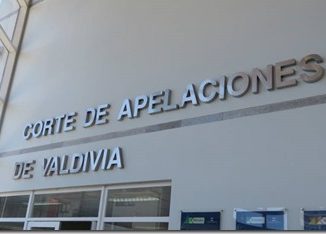 CORTE DE APELACIONES
DE VALDIVIA